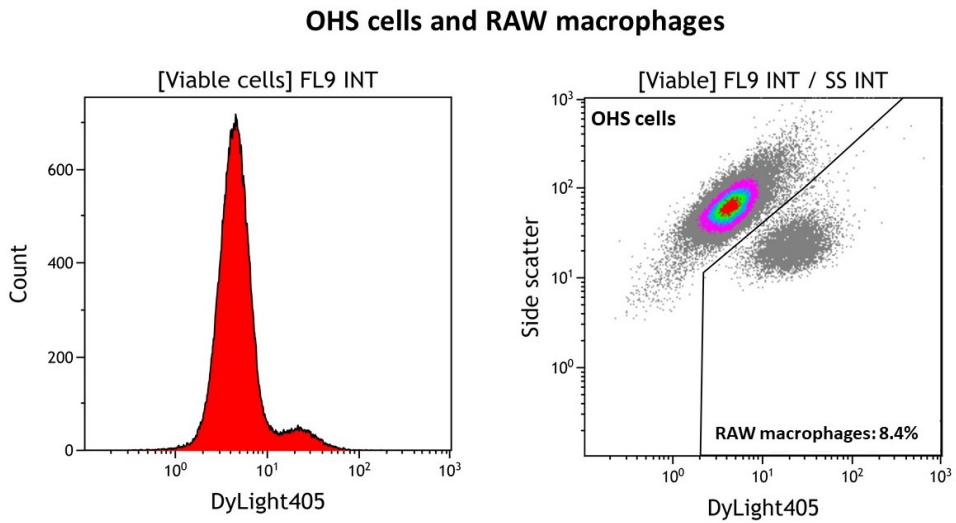 OHS cells and RAW macrophages
[Viable cells] FL9 INT
Count
600
400
200
0
10⁰
10¹
10²
10³
DyLight405
[Viable] FL9 INT / SS INT
OHS cells
Side scatter
10³
10²
10¹
10⁰
RAW macrophages: 8.4%
10⁰
10¹
10²
10³
DyLight405